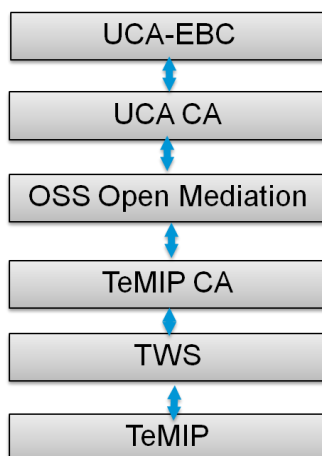 UCA-EBC
UCA CA
OSS Open Mediation
TeMIP CA
TWS
TeMIP